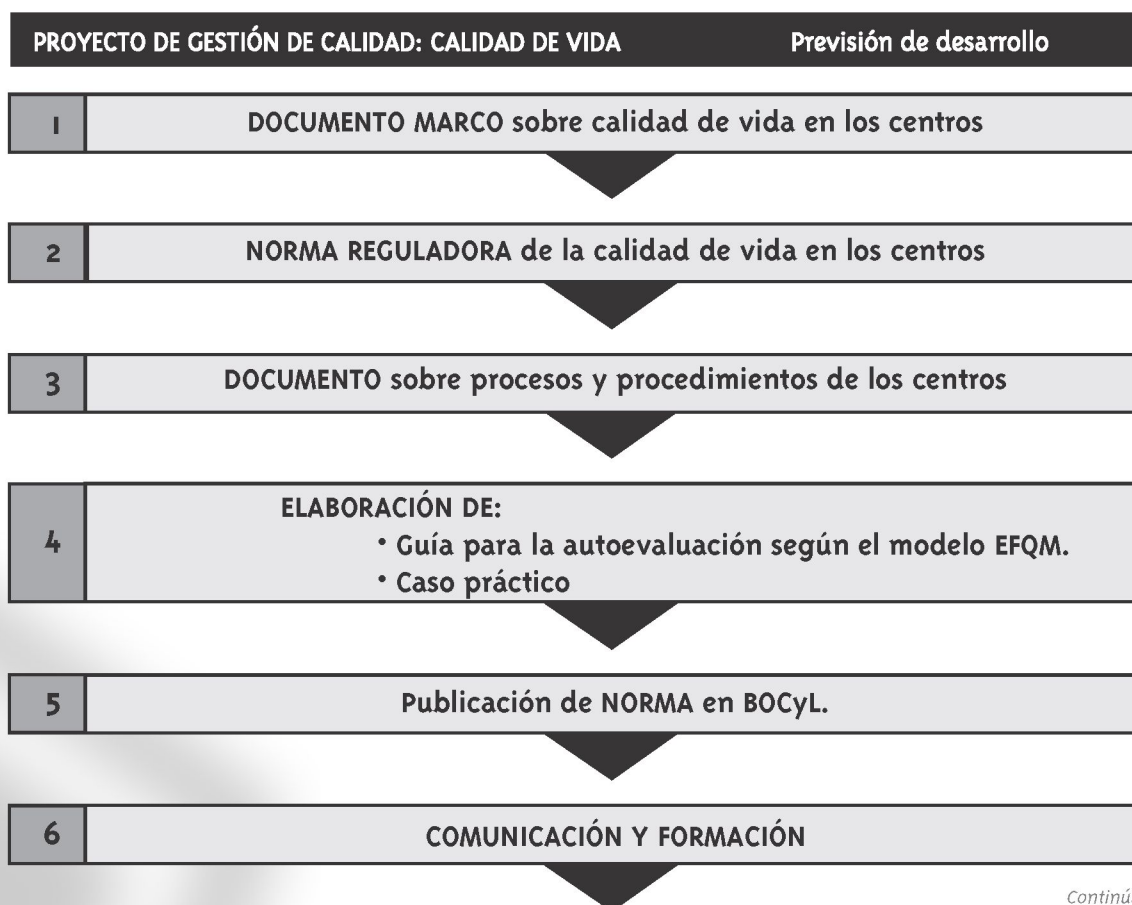 PROYECTO DE GESTIÓN DE CALIDAD: CALIDAD DE VIDA Previsión de desarrollo
1 DOCUMENTO MARCO sobre calidad de vida en los centros
2 NORMA REGULADORA de la calidad de vida en los centros
3 DOCUMENTO sobre procesos y procedimientos de los centros
4 ELABORACIÓN DE:
• Guía para la autoevaluación según el modelo EFQM.
• Caso práctico
5 Publicación de NORMA en BOCyL.
6 COMUNICACIÓN Y FORMACIÓN
Continúa